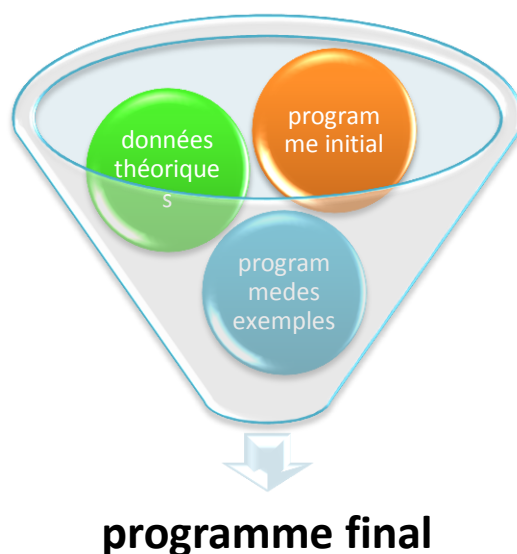 données
théorique
s
program
me initial
program
medes
exemples
programme final